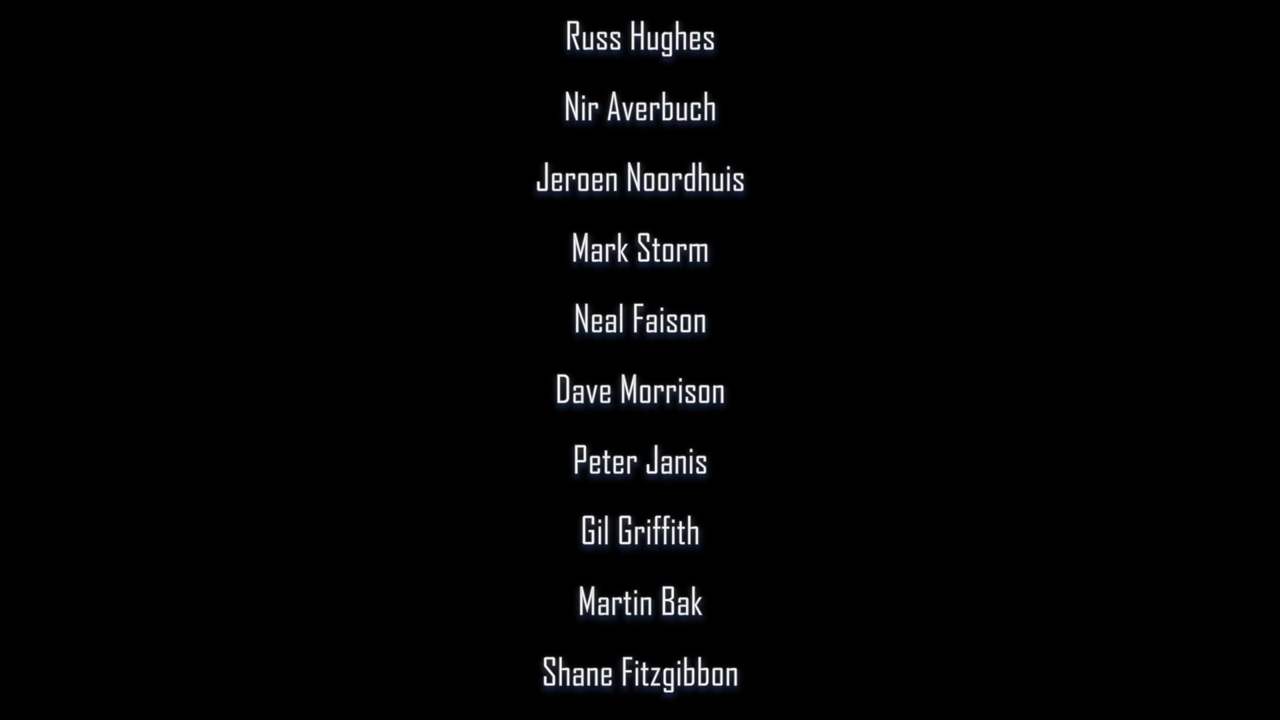 Russ Hughes
Nir Averbuch
Jeroen Noordhuis
Mark Storm
Neal Faison
Dave Morrison
Peter Janis
Gil Griffith
Martin Bak
Shane Fitzgibbon